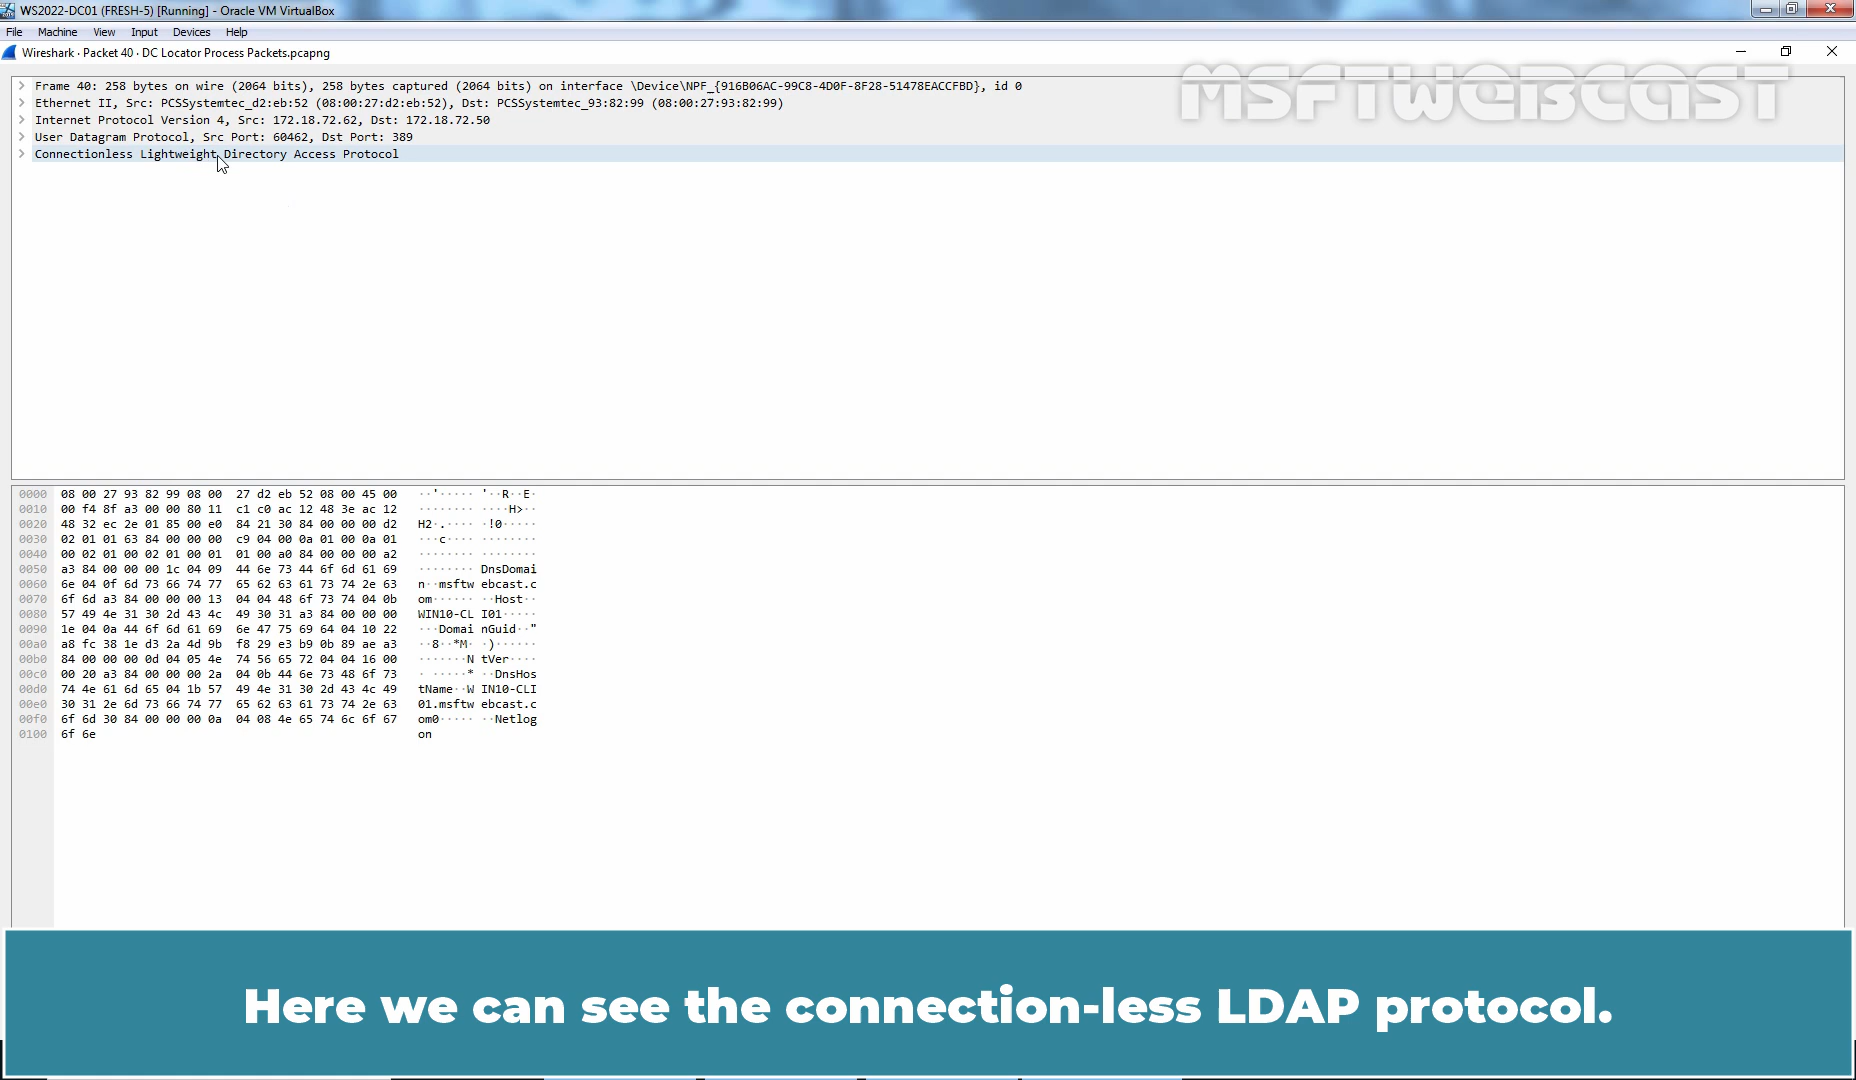 WS2022-DC01 (FRESH-5) [Running] - Oracle VM VirtualBox
File Machine View Input Devices Help
Wireshark · Packet 40 · DC Locator Process Packets.pcapng
MSFTWEBCAST
Frame 40: 258 bytes on wire (2064 bits), 258 bytes captured (2064 bits) on interface \Device\NPF_{916B06AC-99C8-4D0F-8F28-51478EACCFBD}, id 0
Ethernet II, Src: PCSSystemtec_d2:eb:52 (08:00:27:d2:eb:52), Dst: PCSSystemtec_93:82:99 (08:00:27:93:82:99)
Internet Protocol Version 4, Src: 172.18.72.62, Dst: 172.18.72.50
User Datagram Protocol, Src Port: 60462, Dst Port: 389
Connectionless Lightweight Directory Access Protocol
0000 08 00 27 93 82 99 08 00 27 d2 eb 52 08 00 45 00 ··'····· '··R··E·
0010 00 f4 8f a3 00 00 80 11 c1 c0 ac 12 48 3e ac 12 ········ ····H>··
0020 48 32 ec 2e 01 85 00 e0 84 21 30 84 00 00 00 d2 H2·.···· ·!0·····
0030 02 01 01 63 84 00 00 00 c9 04 00 0a 01 00 0a 01 ···c···· ········
0040 00 02 01 00 02 01 00 01 01 00 a0 84 00 00 00 a2 ········ ········
0050 a3 84 00 00 00 1c 04 09 44 6e 73 44 6f 6d 61 69 ········ DnsDomai
0060 6e 04 0f 6d 73 66 74 77 65 62 63 61 73 74 2e 63 n··msftw ebcast.c
0070 6f 6d a3 84 00 00 00 13 04 04 48 6f 73 74 04 0b om······ ··Host··
0080 57 49 4e 31 30 2d 43 4c 49 30 31 a3 84 00 00 00 WIN10-CL I01·····
0090 1e 04 0a 44 6f 6d 61 69 6e 47 75 69 64 04 10 22 ···Domai nGuid··"
00a0 a8 fc 38 1e d3 2a 4d 9b f8 29 e3 b9 0b 89 ae a3 ··8··*M· ·)······
00b0 84 00 00 00 0d 04 05 4e 74 56 65 72 04 04 16 00 ·······N tVer····
00c0 00 20 a3 84 00 00 00 2a 04 0b 44 6e 73 48 6f 73 · ·····* ··DnsHos
00d0 74 4e 61 6d 65 04 1b 57 49 4e 31 30 2d 43 4c 49 tName··W IN10-CLI
00e0 30 31 2e 6d 73 66 74 77 65 62 63 61 73 74 2e 63 01.msftw ebcast.c
00f0 6f 6d 30 84 00 00 00 0a 04 08 4e 65 74 6c 6f 67 om0····· ··Netlog
0100 6f 6e on
Here we can see the connection-less LDAP protocol.